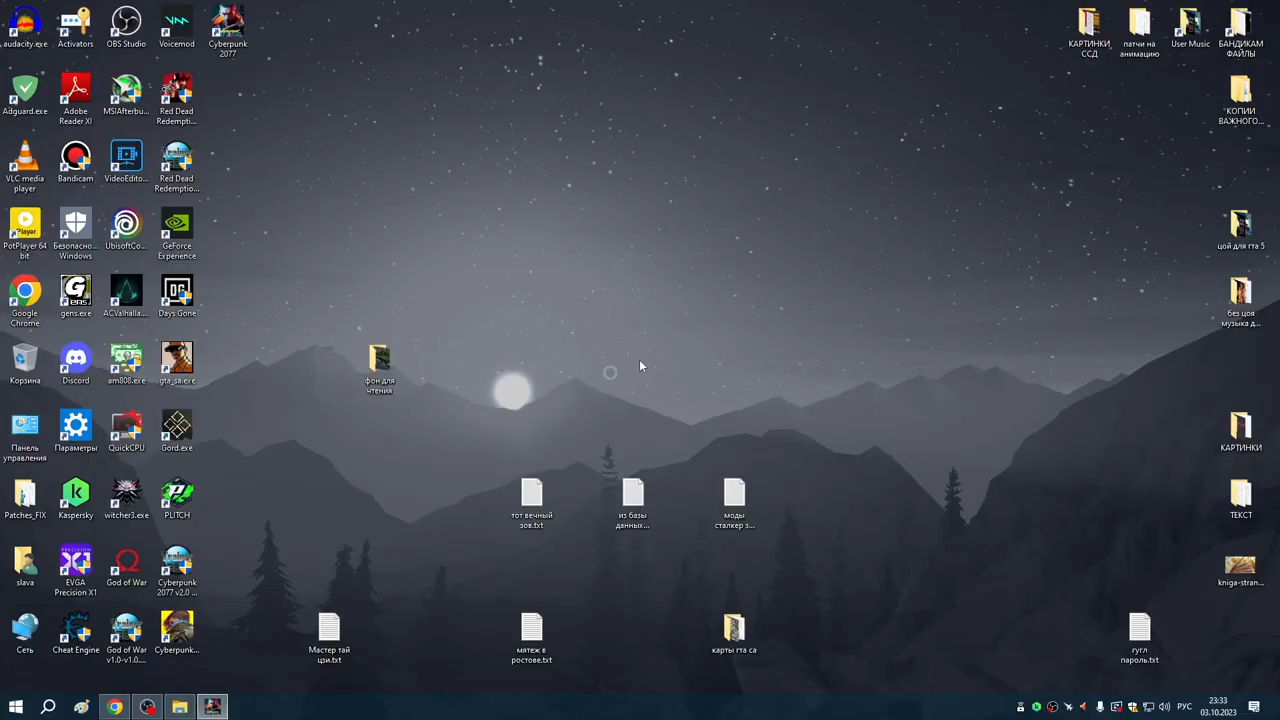 audacity.exe
Activators
OBS Studio
Voicemod
Cyberpunk
2077
КАРТИНКИ
ССД
патчи на
анимацию
User Music
БАНДИКАМ
ФАЙЛЫ
Adguard.exe
Adobe
Reader XI
MSIAfterbu...
Red Dead
Redempti...
"КОПИИ
ВАЖНОГО...
VLC media
player
Bandicam
VideoEdito...
Red Dead
Redemptio...
PotPlayer 64
bit
Безопасно...
Windows
UbisoftCo...
GeForce
Experience
цой для гта 5
Google
Chrome
gens.exe
ACValhalla....
Days Gone
без цоя
музыка д...
Корзина
Discord
am808.exe
gta_sa.exe
фон для
чтения
Панель
управления
Параметры
QuickCPU
Gord.exe
КАРТИНКИ
Patches_FIX
Kaspersky
witcher3.exe
PLITCH
тот вечный
зов.txt
из базы
данных...
моды
сталкер з...
ТЕКСТ
slava
EVGA
Precision X1
God of War
Cyberpunk
2077 v2.0 ...
kniga-stran...
Сеть
Cheat Engine
God of War
v1.0-v1.0....
Cyberpunk...
Мастер тай
цзи.txt
мятеж в
ростове.txt
карты гта са
гугл
пароль.txt
РУС
23:33
03.10.2023